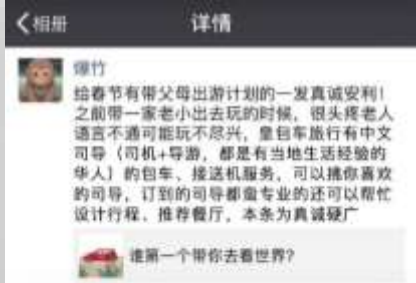 相册
详情
爆竹
给春节有带父母出游计划的一发真诚安利！
之前带一家老小出去玩的时候，很头疼老人
语言不通可能玩不尽兴，皇包车旅行有中文
司导（司机+导游，都是有当地生活经验的
华人）的包车、接送机服务，可以挑你喜欢
的司导，订到的司导都蛮专业的还可以帮忙
设计行程、推荐餐厅，本条为真诚硬广
谁第一个带你去看世界？